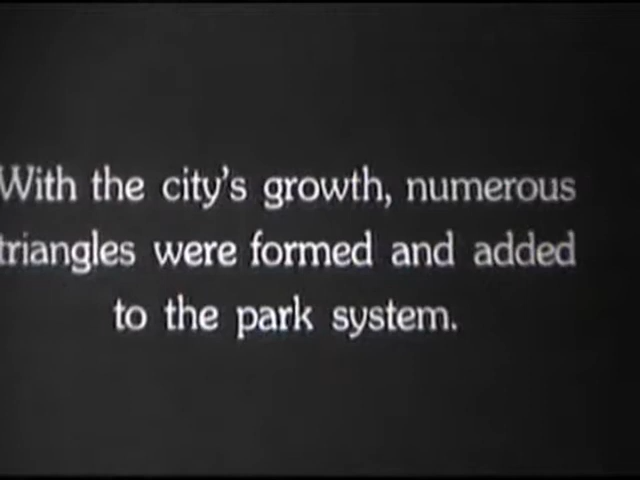 With the city's growth, numerous
triangles were formed and added
to the park system.